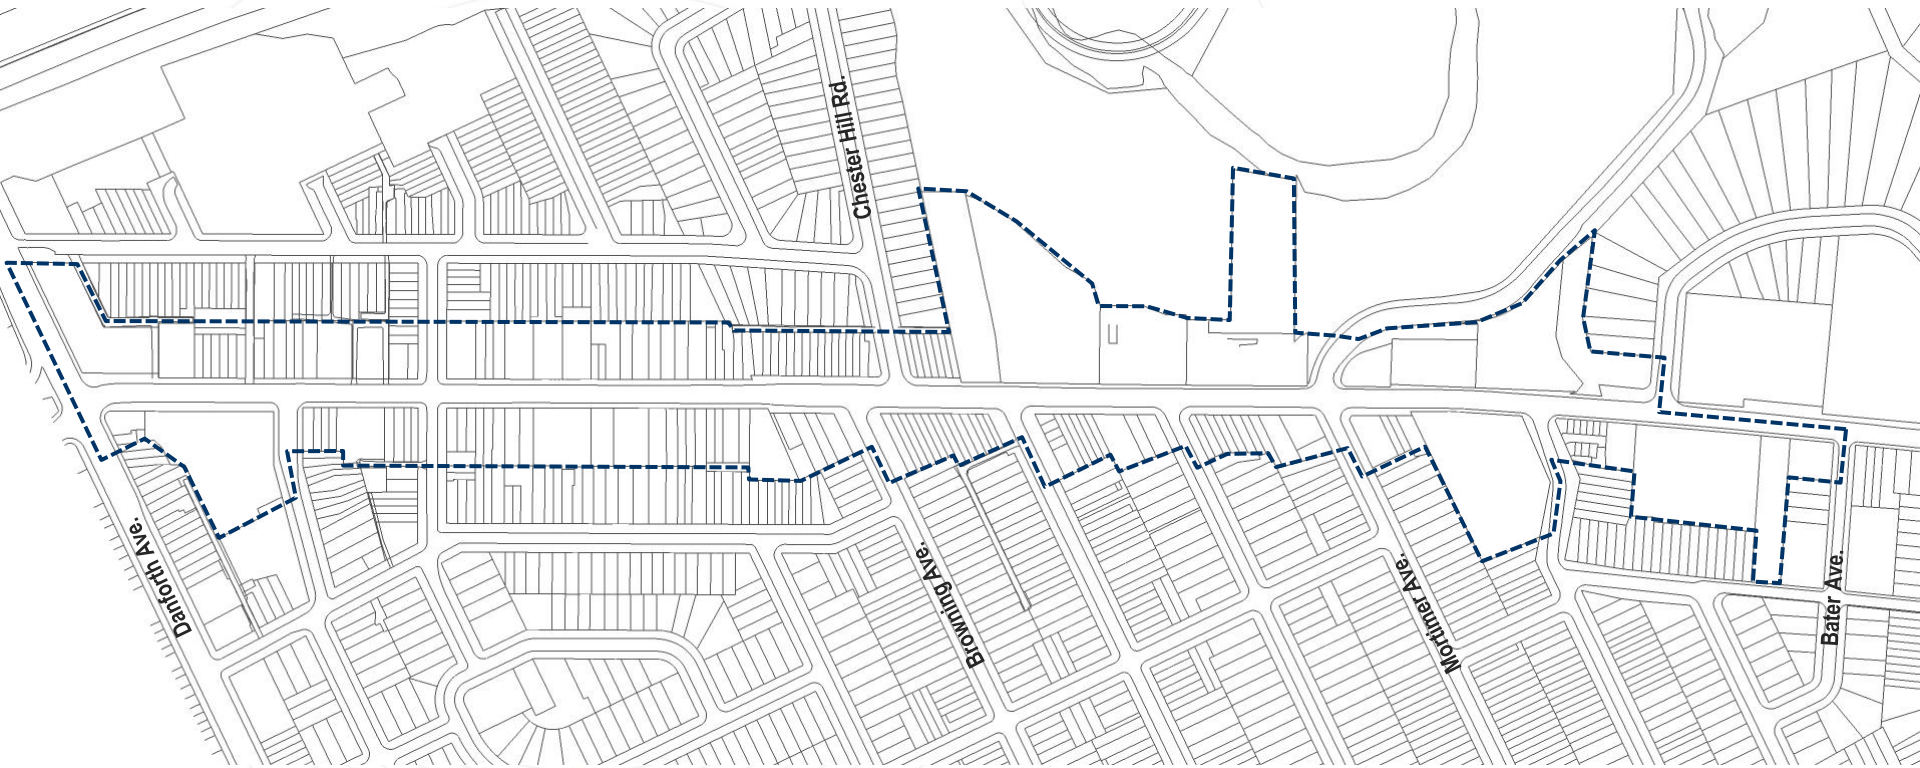 Chester Hill Rd.
Danforth Ave.
Browning Ave.
Mortimer Ave.
Bater Ave.